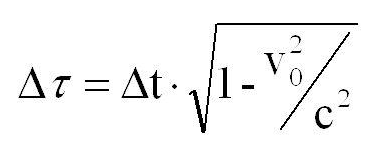 Δτ = Δt · √(1 - v₀²/c²)